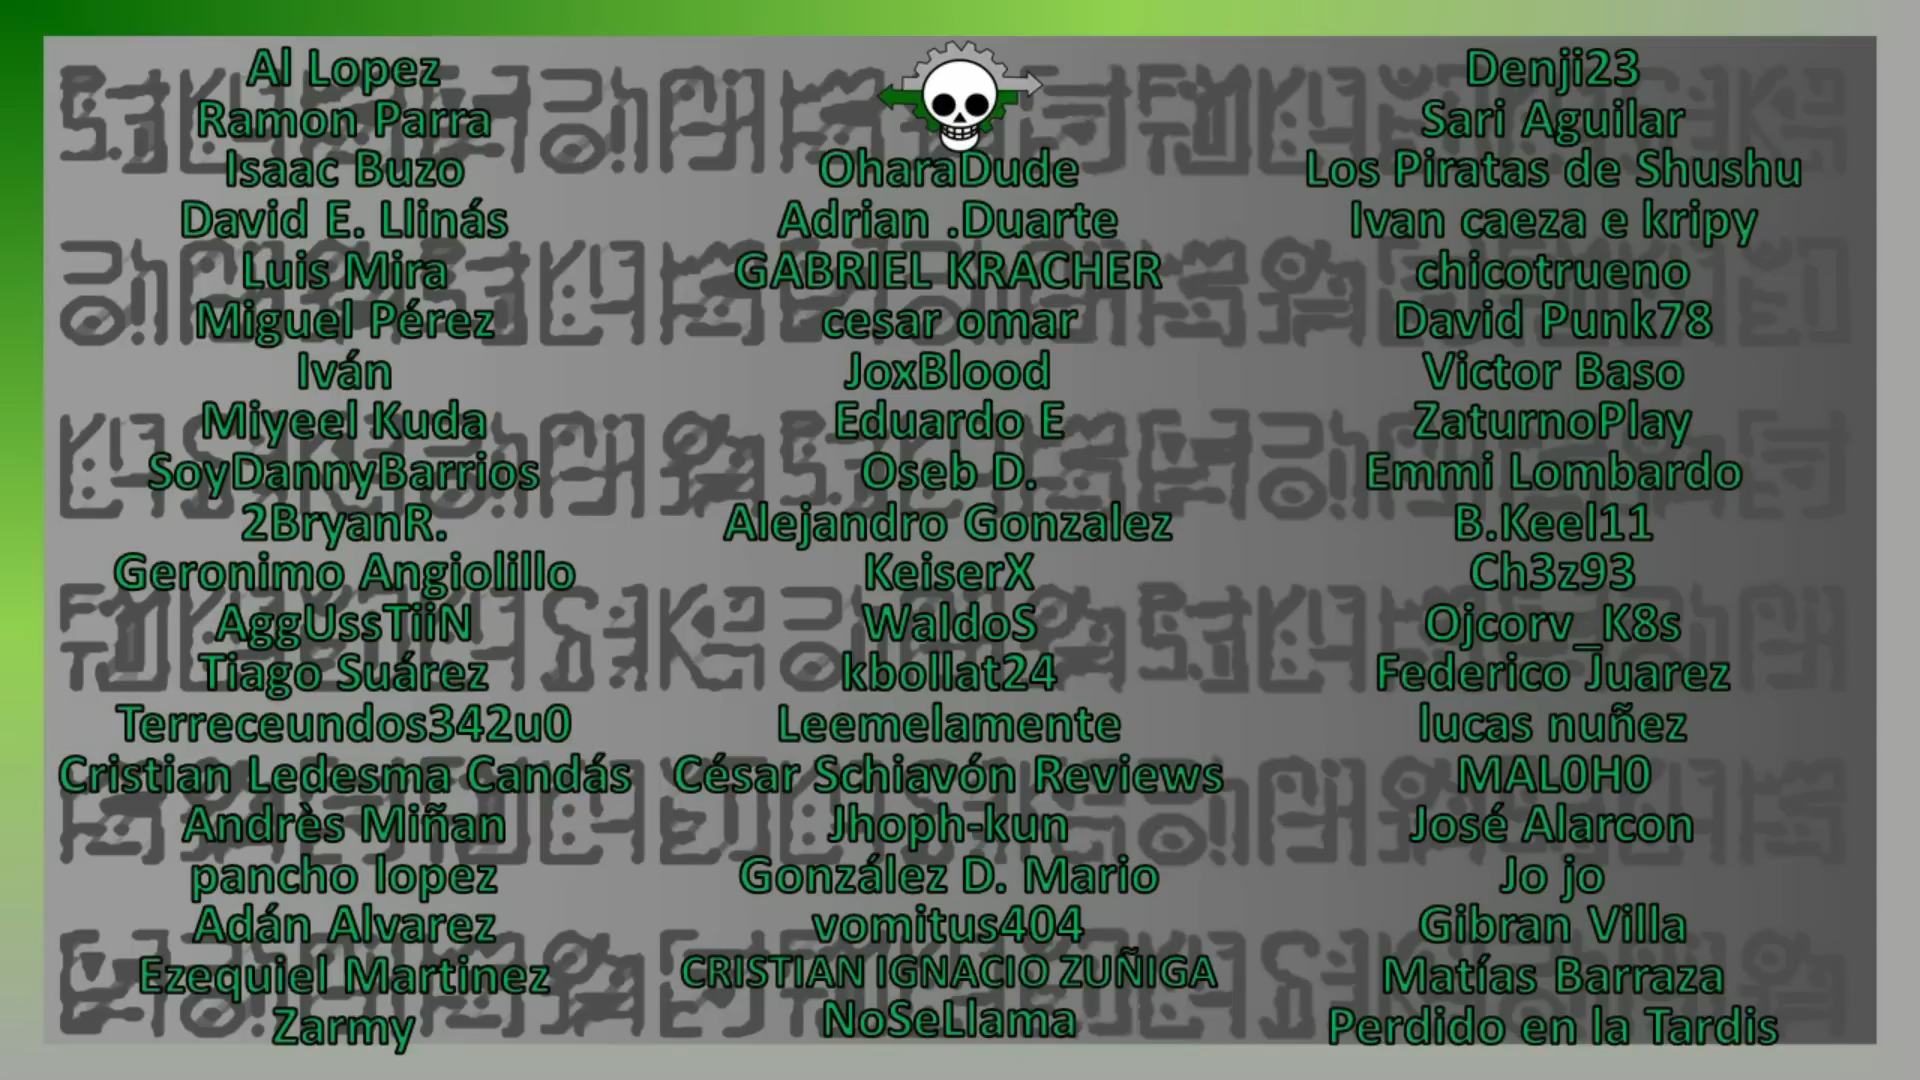 Al Lopez
Ramon Parra
Isaac Buzo
David E. Llinás
Luis Mira
Miguel Pérez
Iván
Miyeel Kuda
SoyDannyBarrios
2BryanR.
Geronimo Angiolillo
AggUssTiiN
Tiago Suárez
Terreceundos342u0
Cristian Ledesma Candás
Andrès Miñan
pancho lopez
Adán Alvarez
Ezequiel Martinez
Zarmy
OharaDude
Adrian .Duarte
GABRIEL KRACHER
cesar omar
JoxBlood
Eduardo E
Oseb D.
Alejandro Gonzalez
KeiserX
WaldoS
kbollat24
Leemelamente
César Schiavón Reviews
Jhoph-kun
González D. Mario
vomitus404
CRISTIAN IGNACIO ZUÑIGA
NoSeLlama
Denji23
Sari Aguilar
Los Piratas de Shushu
Ivan caeza e kripy
chicotrueno
David Punk78
Victor Baso
ZaturnoPlay
Emmi Lombardo
B.Keel11
Ch3z93
Ojcorv_K8s
Federico Juarez
lucas nuñez
MAL0H0
José Alarcon
Jo jo
Gibran Villa
Matías Barraza
Perdido en la Tardis